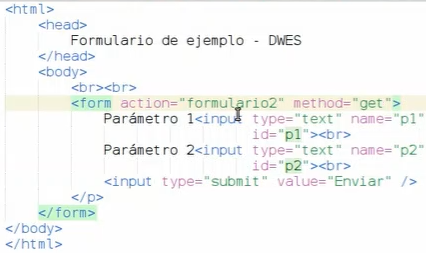 <html>
<head>
Formulario de ejemplo - DWES
</head>
<body>
<br><br>
<form action="formulario2" method="get">
Parámetro 1<input type="text" name="p1"
id="p1"><br>
Parámetro 2<input type="text" name="p2"
id="p2"><br>
<input type="submit" value="Enviar" />
</p>
</form>
</body>
</html>